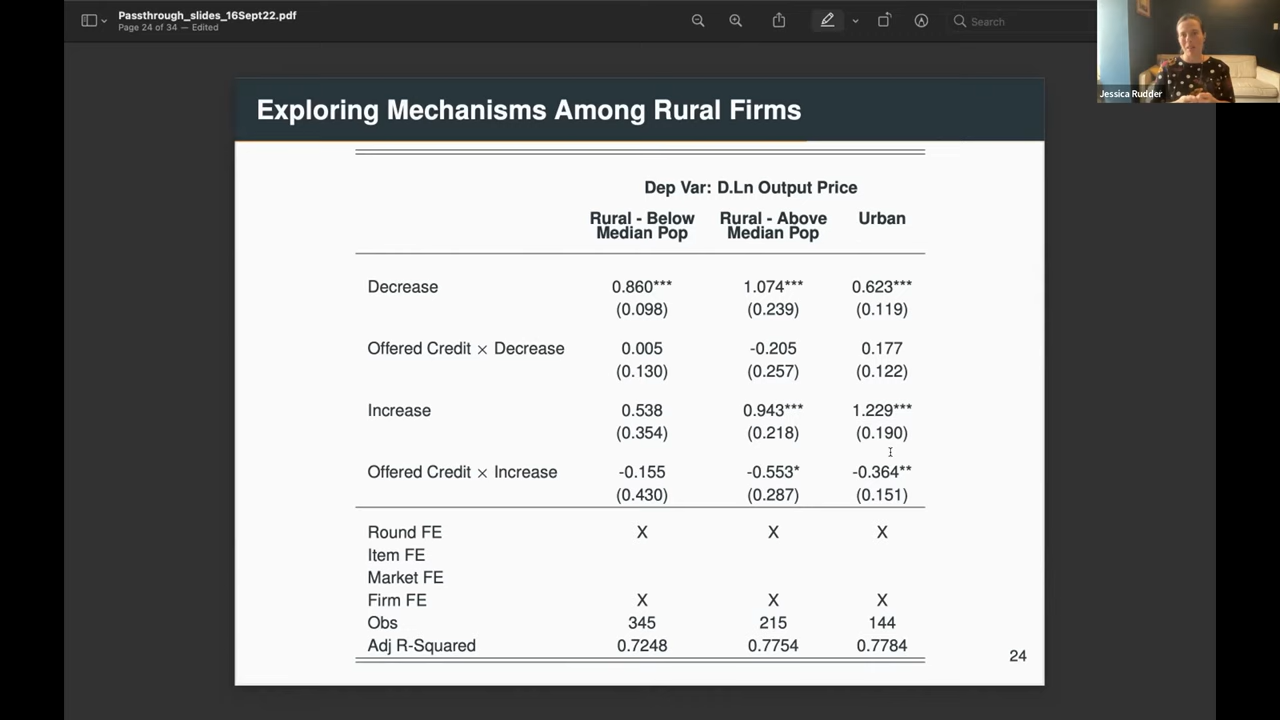 Passthrough_slides_16Sept22.pdf
Page 24 of 34 — Edited
Search
Jessica Rudder
Exploring Mechanisms Among Rural Firms
Dep Var: D.Ln Output Price
Rural - Below Median Pop Rural - Above Median Pop Urban
Decrease 0.860*** 1.074*** 0.623***
(0.098) (0.239) (0.119)
Offered Credit × Decrease 0.005 -0.205 0.177
(0.130) (0.257) (0.122)
Increase 0.538 0.943*** 1.229***
(0.354) (0.218) (0.190)
Offered Credit × Increase -0.155 -0.553* -0.364**
(0.430) (0.287) (0.151)
Round FE X X X
Item FE
Market FE
Firm FE X X X
Obs 345 215 144
Adj R-Squared 0.7248 0.7754 0.7784
24